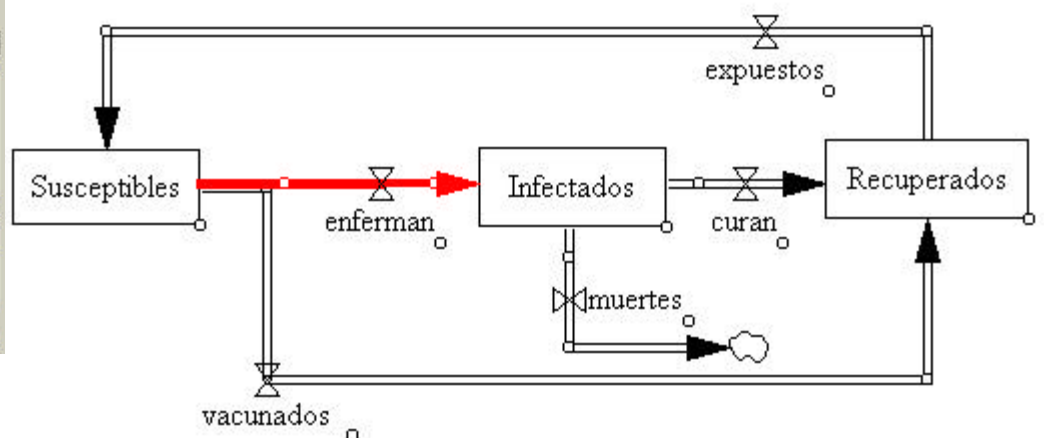 expuestos
Susceptibles
enferman
Infectados
curan
Recuperados
muertes
vacunados